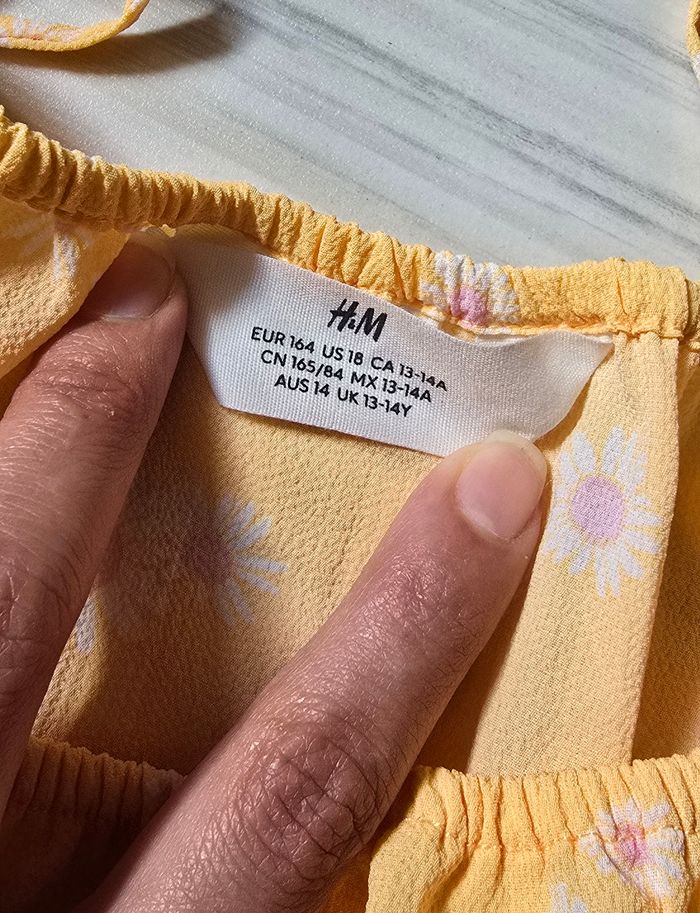 H&M
EUR 164 US 18 CA 13-14A
CN 165/84 MX 13-14A
AUS 14 UK 13-14Y